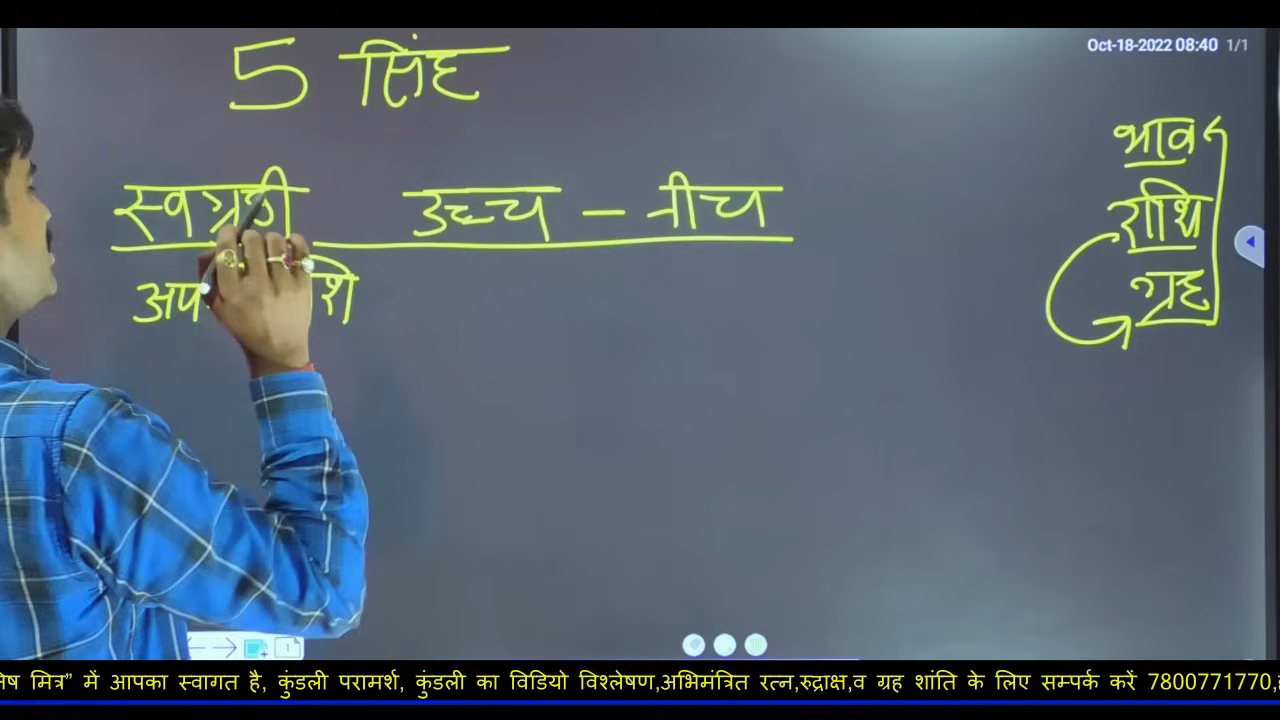 Oct-18-2022 08:40 1/1
5 सिंह
भाव
राशि
ग्रह
स्वग्रही उच्च – नीच
अप शि
1
मित्र” में आपका स्वागत है, कुंडली परामर्श, कुंडली का विडियो विश्लेषण,अभिमंत्रित रत्न,रुद्राक्ष,व ग्रह शांति के लिए सम्पर्क करें 7800771770,